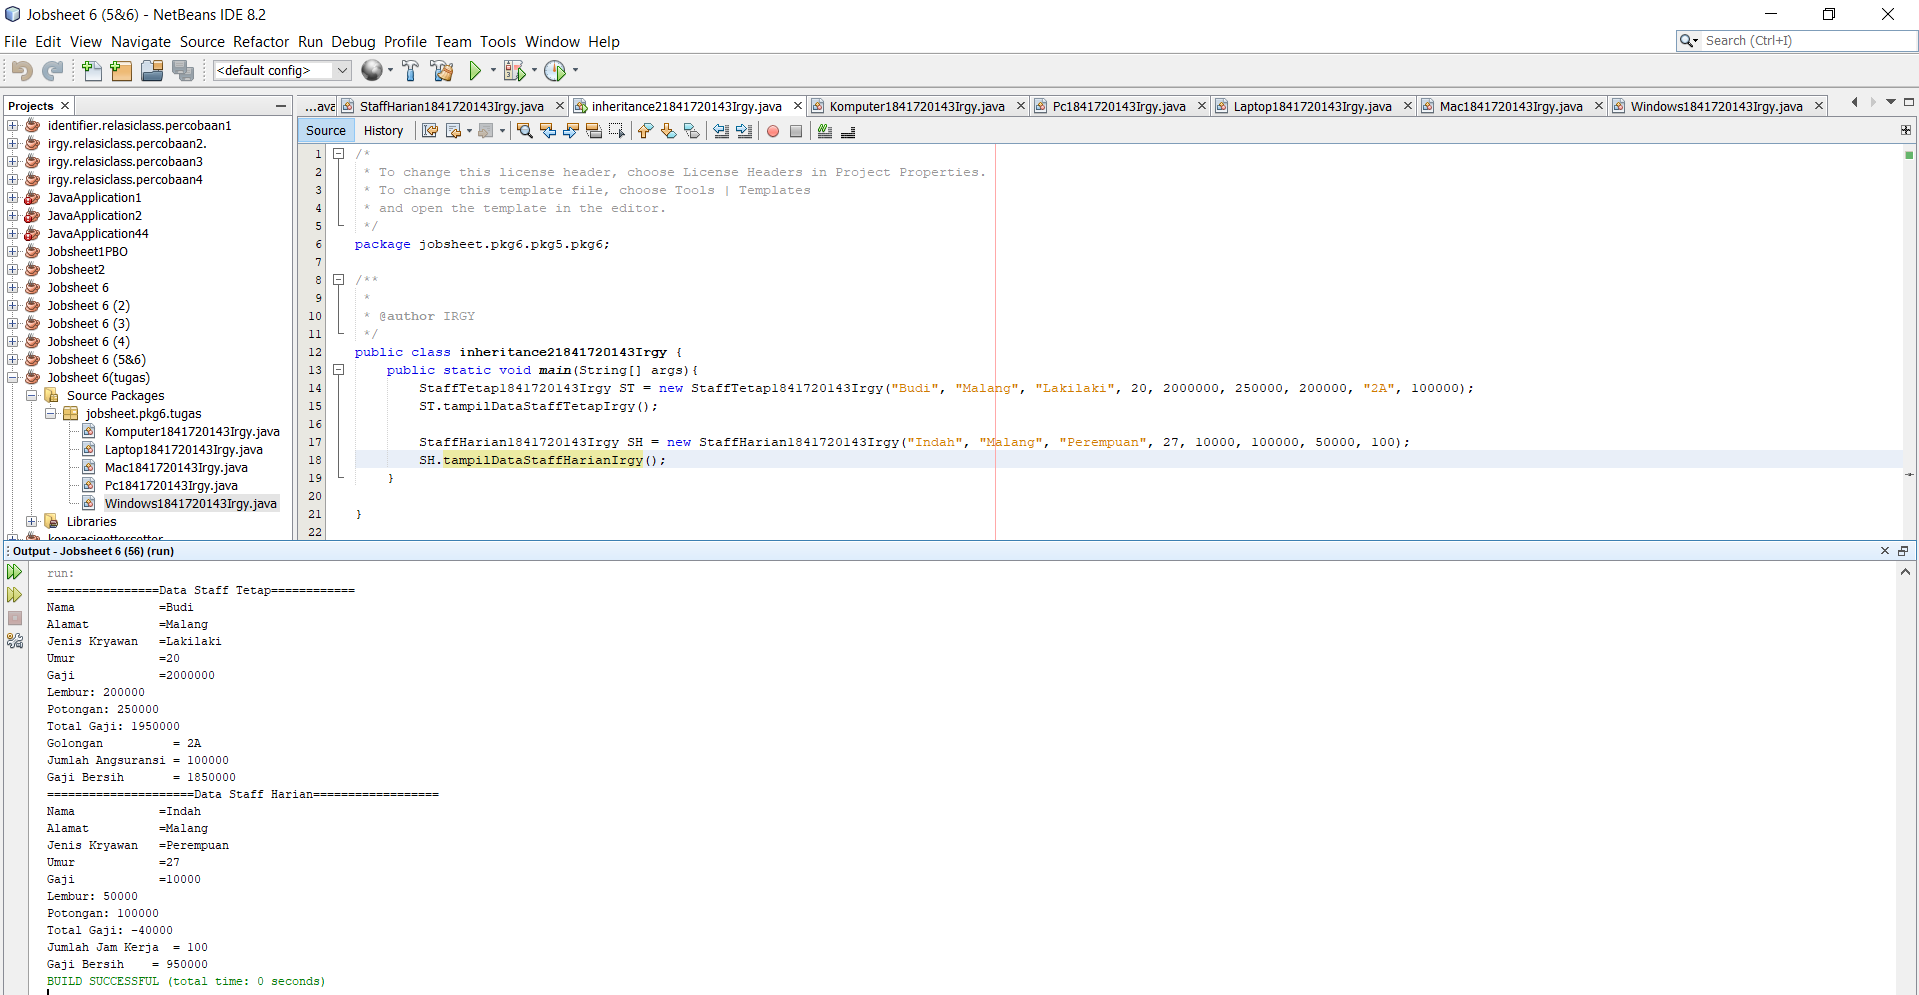 Jobsheet 6 (5&6) - NetBeans IDE 8.2
File Edit View Navigate Source Refactor Run Debug Profile Team Tools Window Help
Search (Ctrl+I)
<default config>
Projects
...ava StaffHarian1841720143Irgy.java inheritance21841720143Irgy.java Komputer1841720143Irgy.java Pc1841720143Irgy.java Laptop1841720143Irgy.java Mac1841720143Irgy.java Windows1841720143Irgy.java
Source History
identifier.relasiclass.percobaan1
irgy.relasiclass.percobaan2.
irgy.relasiclass.percobaan3
irgy.relasiclass.percobaan4
JavaApplication1
JavaApplication2
JavaApplication44
Jobsheet1PBO
Jobsheet2
Jobsheet 6
Jobsheet 6 (2)
Jobsheet 6 (3)
Jobsheet 6 (4)
Jobsheet 6 (5&6)
Jobsheet 6(tugas)
Source Packages
jobsheet.pkg6.tugas
Komputer1841720143Irgy.java
Laptop1841720143Irgy.java
Mac1841720143Irgy.java
Pc1841720143Irgy.java
Windows1841720143Irgy.java
Libraries
1 /*
2 * To change this license header, choose License Headers in Project Properties.
3 * To change this template file, choose Tools | Templates
4 * and open the template in the editor.
5 */
6 package jobsheet.pkg6.pkg5.pkg6;
7
8 /**
9 *
10 * @author IRGY
11 */
12 public class inheritance21841720143Irgy {
13 public static void main(String[] args){
14 StaffTetap1841720143Irgy ST = new StaffTetap1841720143Irgy("Budi", "Malang", "Lakilaki", 20, 2000000, 250000, 200000, "2A", 100000);
15 ST.tampilDataStaffTetapIrgy();
16
17 StaffHarian1841720143Irgy SH = new StaffHarian1841720143Irgy("Indah", "Malang", "Perempuan", 27, 10000, 100000, 50000, 100);
18 SH.tampilDataStaffHarianIrgy();
19 }
20
21 }
22
Output - Jobsheet 6 (56) (run)
run:
================Data Staff Tetap============
Nama =Budi
Alamat =Malang
Jenis Kryawan =Lakilaki
Umur =20
Gaji =2000000
Lembur: 200000
Potongan: 250000
Total Gaji: 1950000
Golongan = 2A
Jumlah Angsuransi = 100000
Gaji Bersih = 1850000
=====================Data Staff Harian==================
Nama =Indah
Alamat =Malang
Jenis Kryawan =Perempuan
Umur =27
Gaji =10000
Lembur: 50000
Potongan: 100000
Total Gaji: -40000
Jumlah Jam Kerja = 100
Gaji Bersih = 950000
BUILD SUCCESSFUL (total time: 0 seconds)